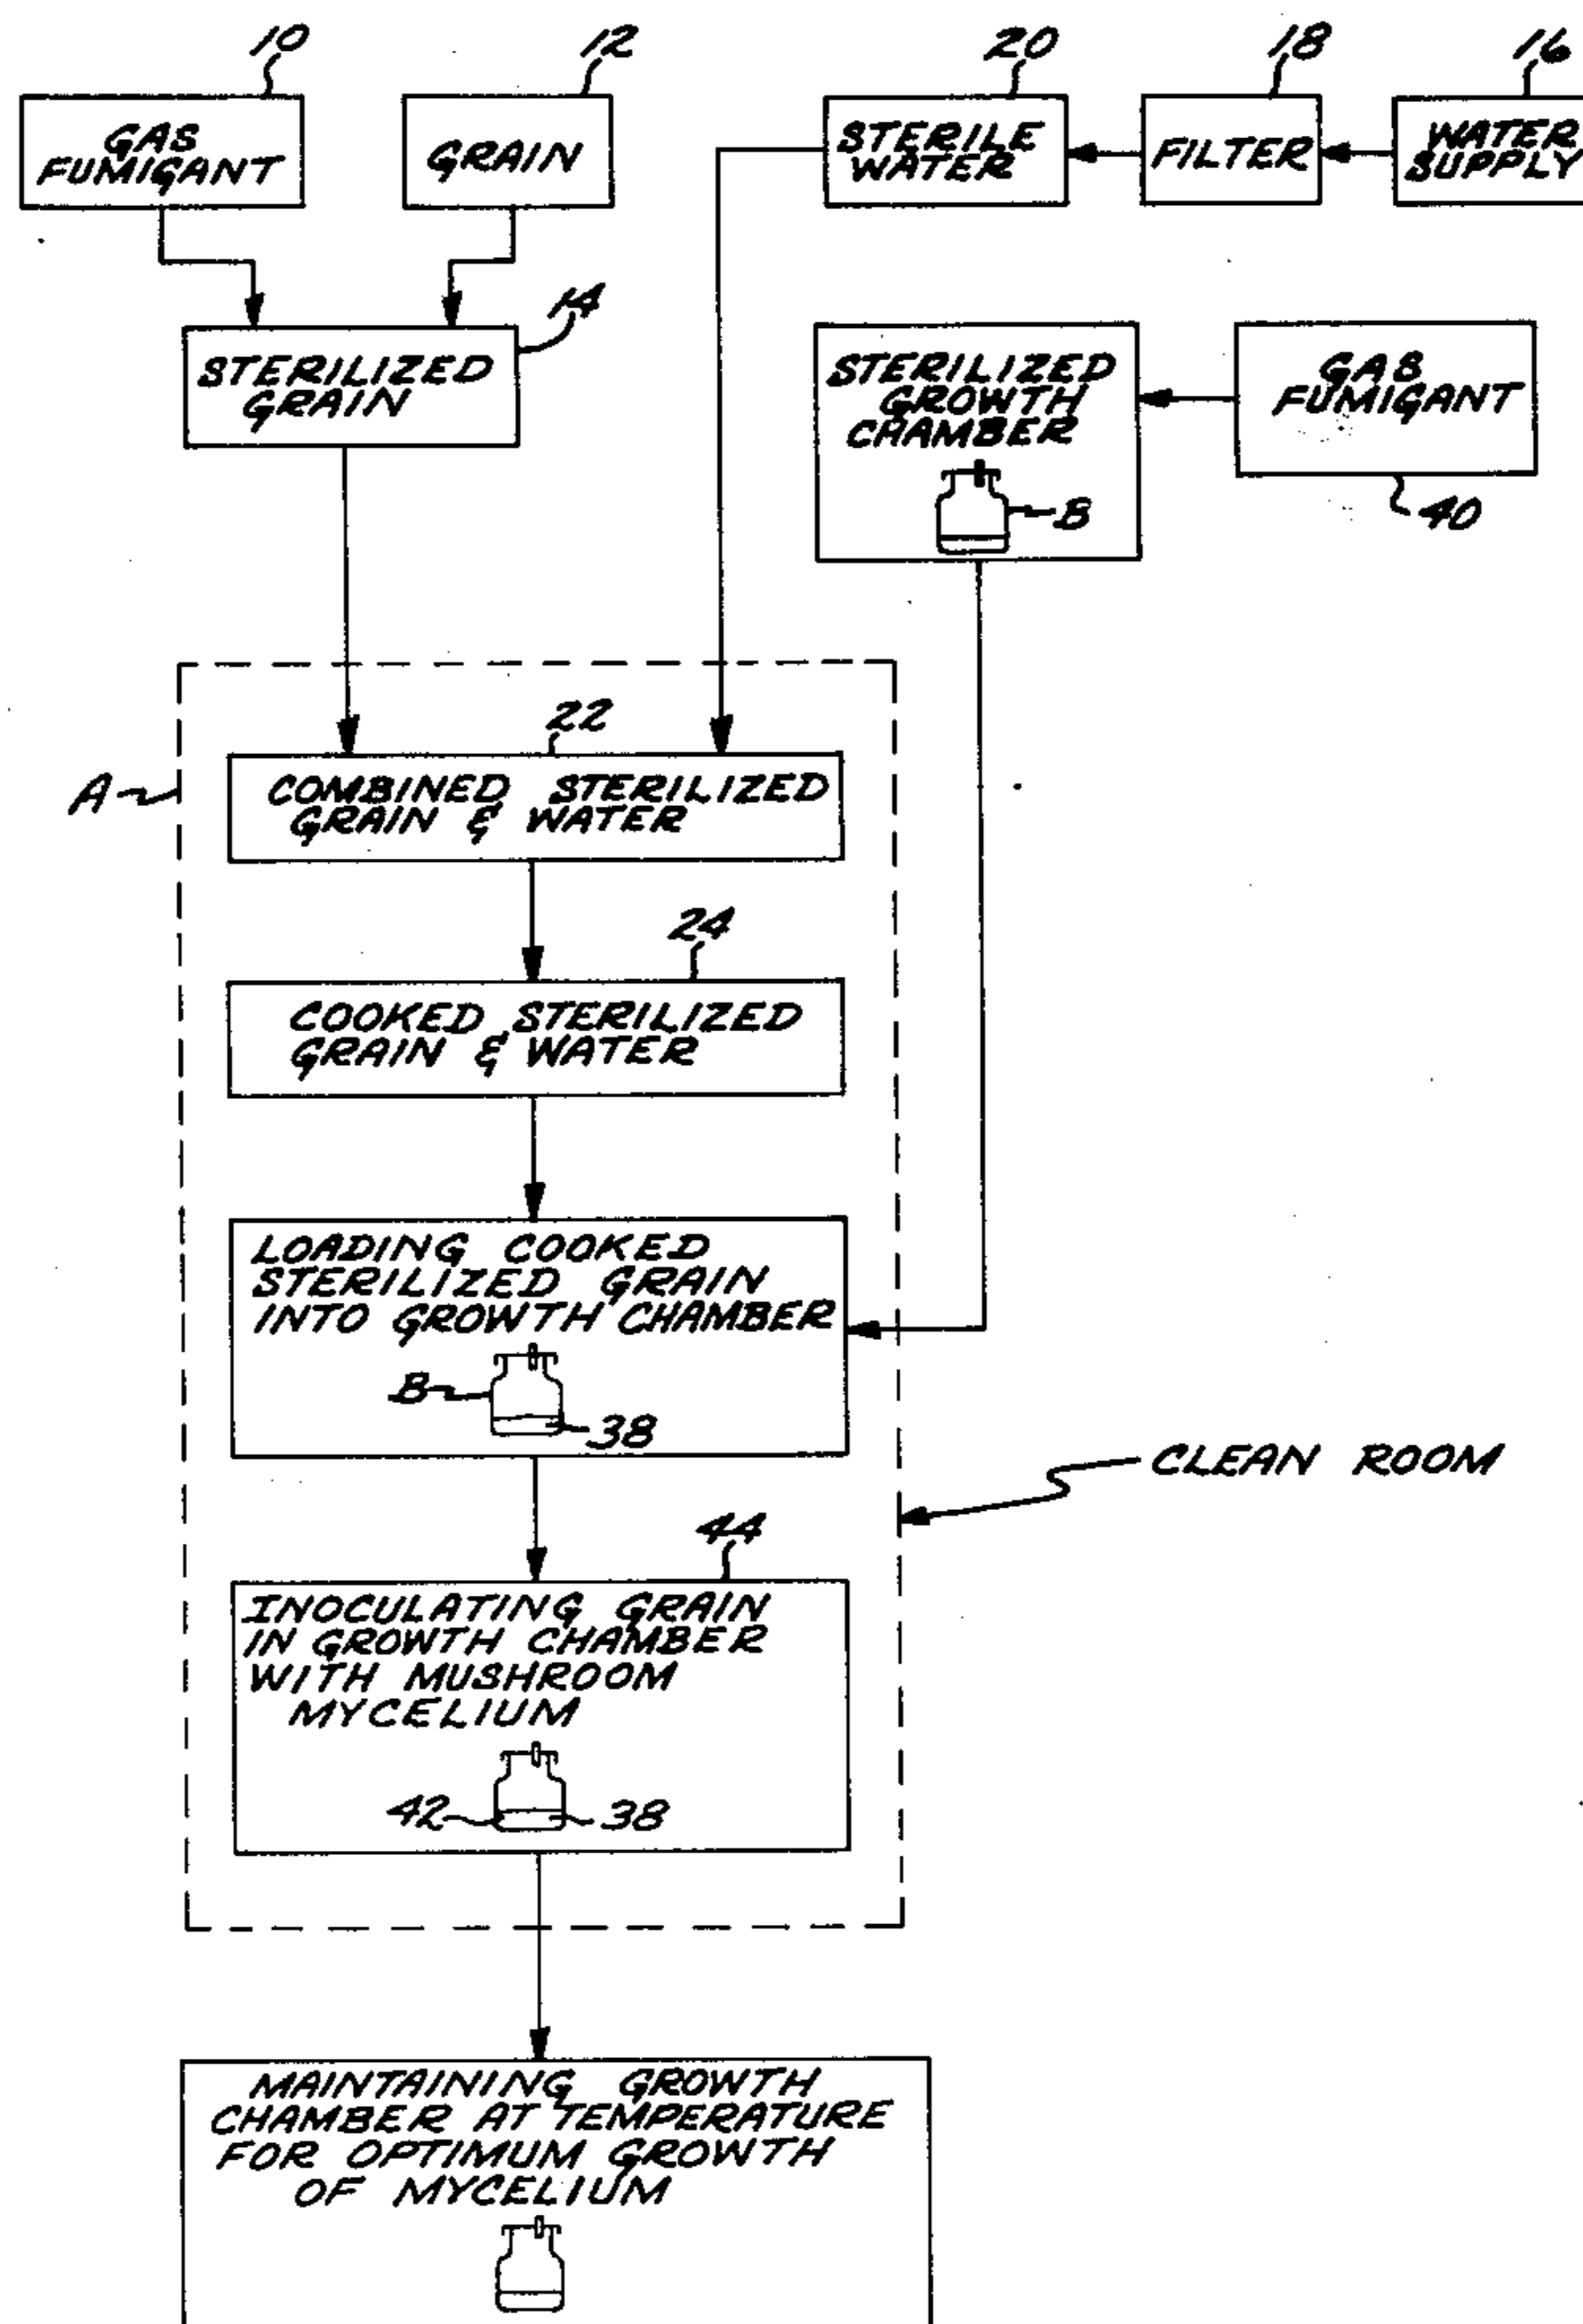 10
12
20
18
16
GAS
FUMIGANT
GRAIN
STERILE
WATER
FILTER
WATER
SUPPLY
14
STERILIZED
GRAIN
STERILIZED
GROWTH
CHAMBER
B
GAS
FUMIGANT
40
A
22
COMBINED STERILIZED
GRAIN & WATER
24
COOKED STERILIZED
GRAIN & WATER
LOADING COOKED
STERILIZED GRAIN
INTO GROWTH CHAMBER
B
38
CLEAN ROOM
44
INOCULATING GRAIN
IN GROWTH CHAMBER
WITH MUSHROOM
MYCELIUM
42
38
MAINTAINING GROWTH
CHAMBER AT TEMPERATURE
FOR OPTIMUM GROWTH
OF MYCELIUM